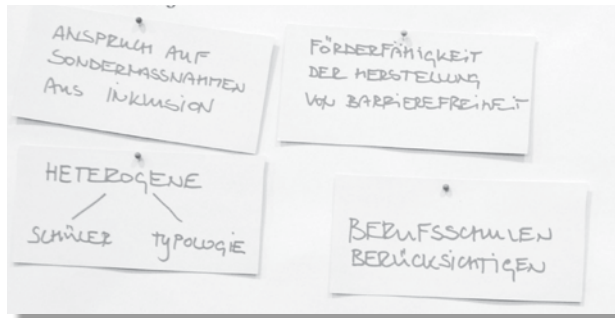 ANSPRUCH AUF
SONDERMASSNAHMEN
AUS INKLUSION
FÖRDERFÄHIGKEIT
DER HERSTELLUNG
VON BARRIEREFREIHEIT
HETEROGENE
SCHÜLER TYPOLOGIE
BERUFSSCHULEN
BERÜCKSICHTIGEN